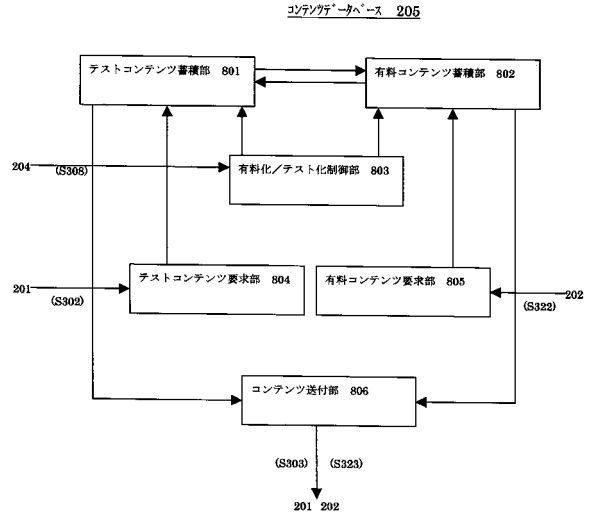 コンテンツデータベース 205
テストコンテンツ蓄積部 801
有料コンテンツ蓄積部 802
204
(S308)
有料化／テスト化制御部 803
201
(S302)
テストコンテンツ要求部 804
有料コンテンツ要求部 805
202
(S322)
コンテンツ送付部 806
(S303) (S323)
201 202